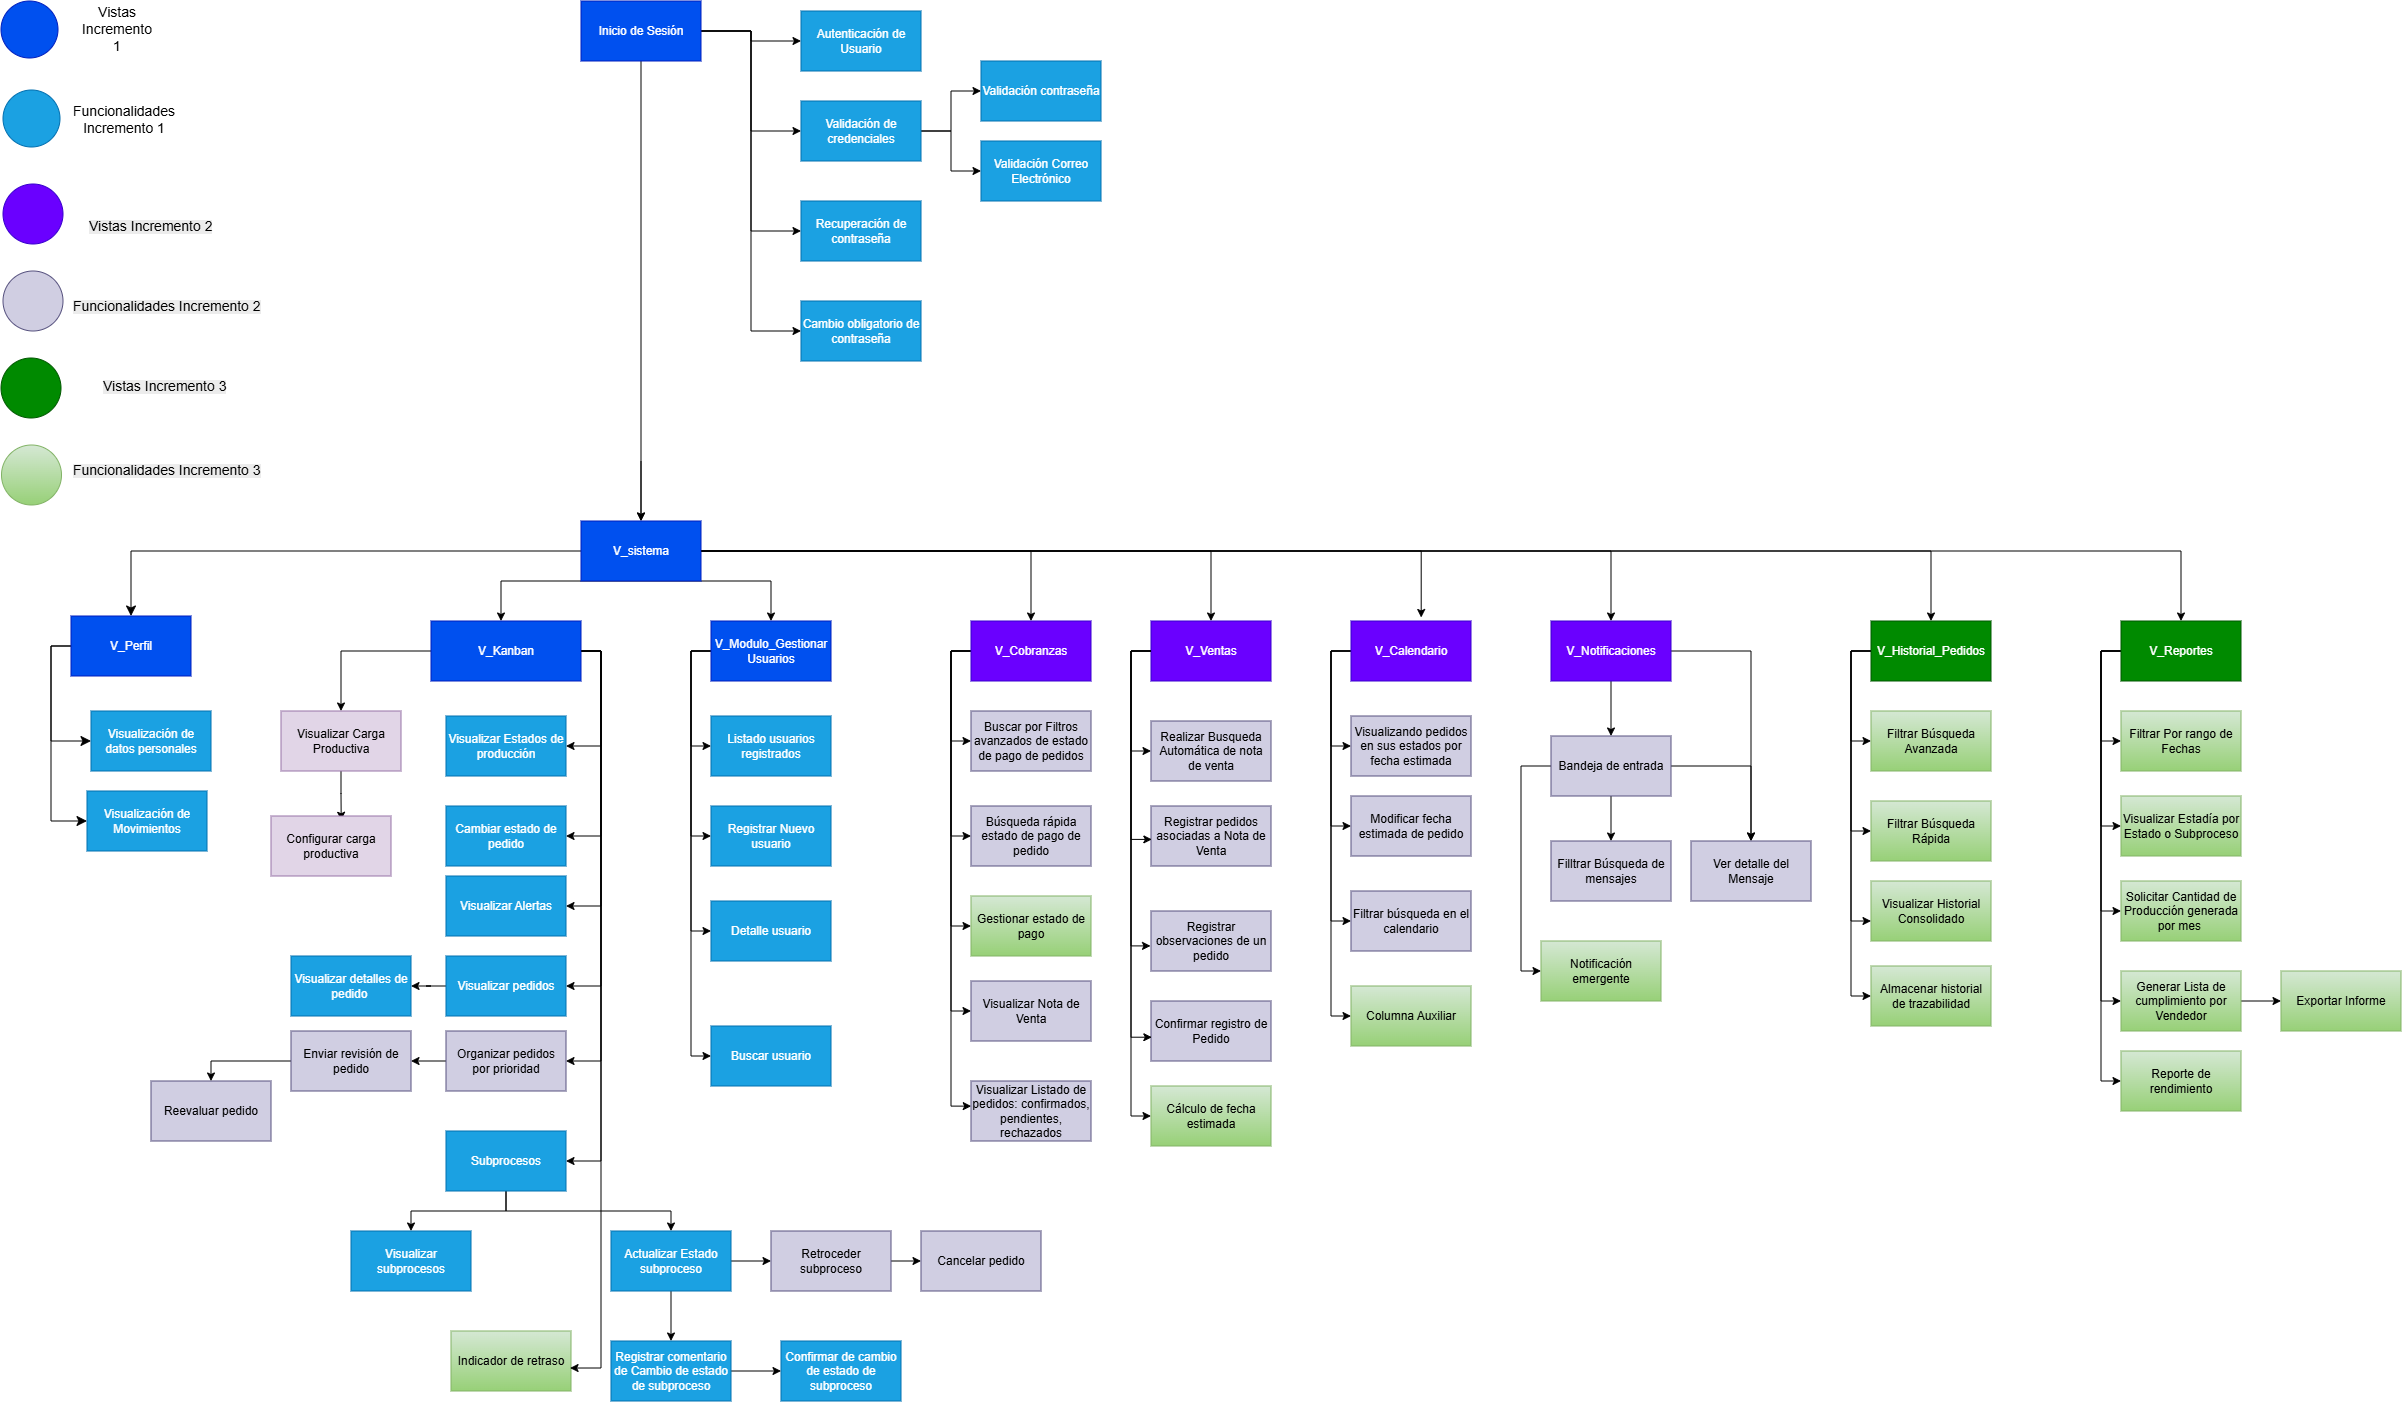 Vistas
Incremento
1
Funcionalidades
Incremento 1
Vistas Incremento 2
Funcionalidades Incremento 2
Vistas Incremento 3
Funcionalidades Incremento 3
Inicio de Sesión
Autenticación de
Usuario
Validación de
credenciales
Validación contraseña
Validación Correo
Electrónico
Recuperación de
contraseña
Cambio obligatorio de
contraseña
V_sistema
V_Perfil
Visualización de
datos personales
Visualización de
Movimientos
V_Kanban
Visualizar Carga
Productiva
Configurar carga
productiva
Visualizar Estados de
producción
Cambiar estado de
pedido
Visualizar Alertas
Visualizar pedidos
Visualizar detalles de
pedido
Organizar pedidos
por prioridad
Enviar revisión de
pedido
Reevaluar pedido
Subprocesos
Visualizar
subprocesos
Actualizar Estado
subproceso
Retroceder
subproceso
Cancelar pedido
Registrar comentario
de Cambio de estado
de subproceso
Confirmar de cambio
de estado de
subproceso
Indicador de retraso
V_Modulo_Gestionar
Usuarios
Listado usuarios
registrados
Registrar Nuevo
usuario
Detalle usuario
Buscar usuario
V_Cobranzas
Buscar por Filtros
avanzados de estado
de pago de pedidos
Búsqueda rápida
estado de pago de
pedido
Gestionar estado de
pago
Visualizar Nota de
Venta
Visualizar Listado de
pedidos: confirmados,
pendientes,
rechazados
V_Ventas
Realizar Busqueda
Automática de nota
de venta
Registrar pedidos
asociadas a Nota de
Venta
Registrar
observaciones de un
pedido
Confirmar registro de
Pedido
Cálculo de fecha
estimada
V_Calendario
Visualizando pedidos
en sus estados por
fecha estimada
Modificar fecha
estimada de pedido
Filtrar búsqueda en el
calendario
Columna Auxiliar
V_Notificaciones
Bandeja de entrada
Filltrar Búsqueda de
mensajes
Ver detalle del
Mensaje
Notificación
emergente
V_Historial_Pedidos
Filtrar Búsqueda
Avanzada
Filtrar Búsqueda
Rápida
Visualizar Historial
Consolidado
Almacenar historial
de trazabilidad
V_Reportes
Filtrar Por rango de
Fechas
Visualizar Estadía por
Estado o Subproceso
Solicitar Cantidad de
Producción generada
por mes
Generar Lista de
cumplimiento por
Vendedor
Exportar Informe
Reporte de
rendimiento